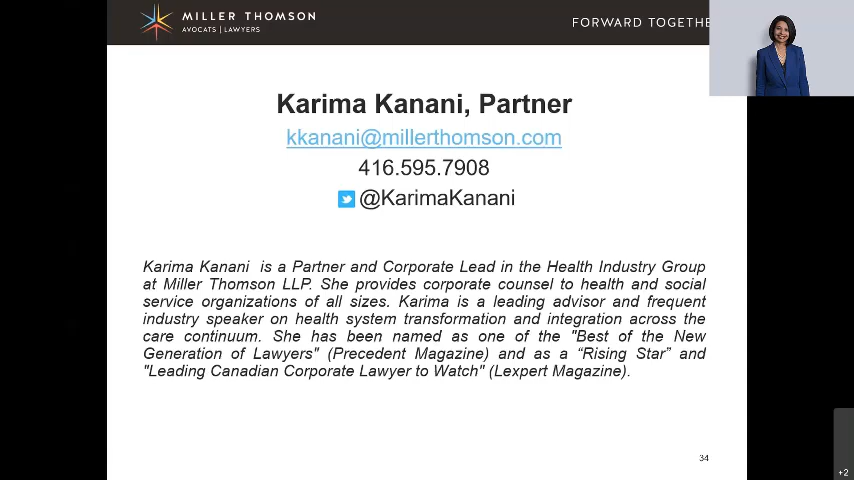 MILLER THOMSON
AVOCATS | LAWYERS
FORWARD TOGETHE
Karima Kanani, Partner
kkanani@millerthomson.com
416.595.7908
@KarimaKanani
Karima Kanani is a Partner and Corporate Lead in the Health Industry Group
at Miller Thomson LLP. She provides corporate counsel to health and social
service organizations of all sizes. Karima is a leading advisor and frequent
industry speaker on health system transformation and integration across the
care continuum. She has been named as one of the "Best of the New
Generation of Lawyers" (Precedent Magazine) and as a “Rising Star” and
"Leading Canadian Corporate Lawyer to Watch" (Lexpert Magazine).
34
+2